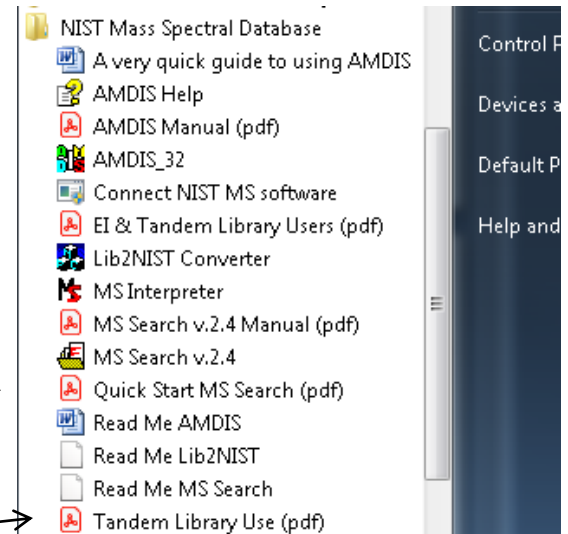 NIST Mass Spectral Database
A very quick guide to using AMDIS
AMDIS Help
AMDIS Manual (pdf)
AMDIS_32
Connect NIST MS software
EI & Tandem Library Users (pdf)
Lib2NIST Converter
MS Interpreter
MS Search v.2.4 Manual (pdf)
MS Search v.2.4
Quick Start MS Search (pdf)
Read Me AMDIS
Read Me Lib2NIST
Read Me MS Search
Tandem Library Use (pdf)
Control P
Devices a
Default P
Help and